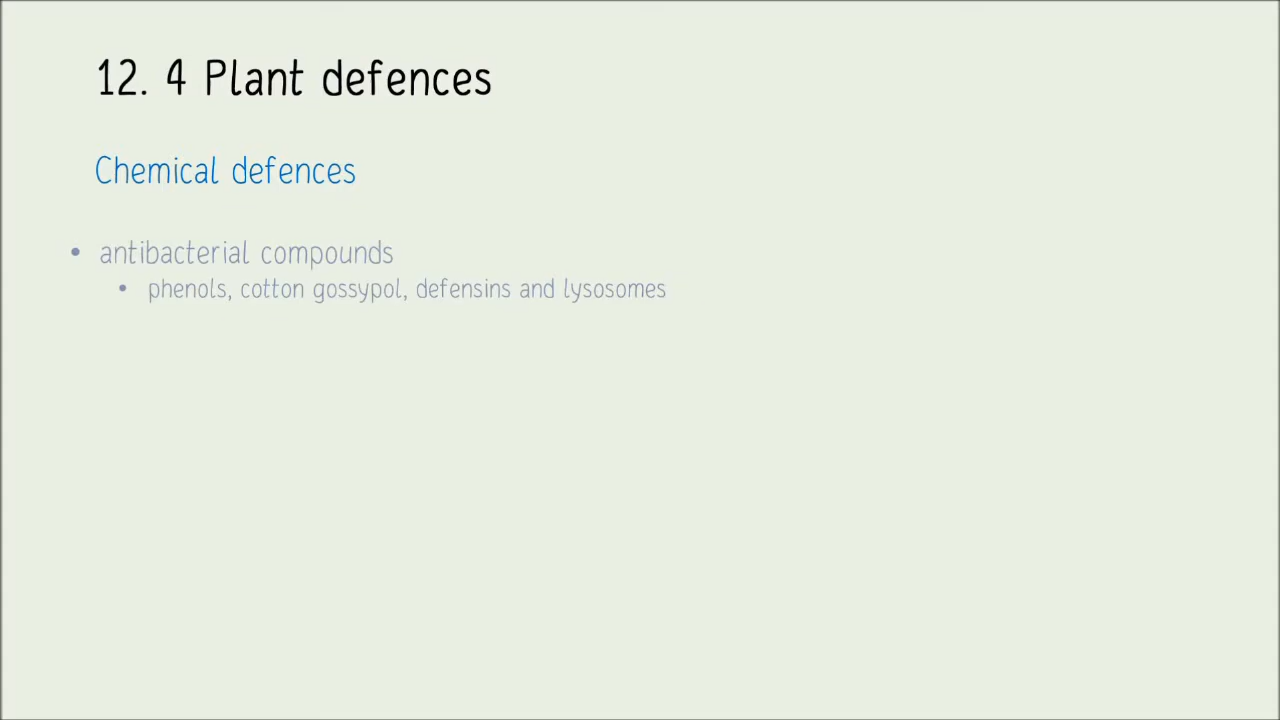 12. 4 Plant defences
Chemical defences
• antibacterial compounds
• phenols, cotton gossypol, defensins and lysosomes